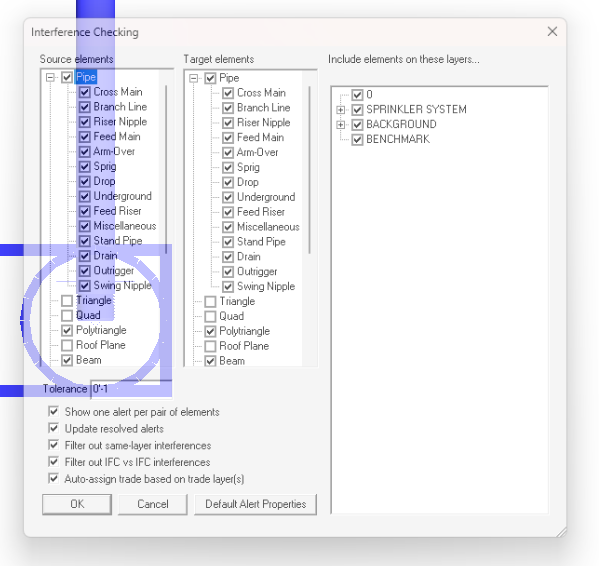 Interference Checking
Source elements
Pipe
Cross Main
Branch Line
Riser Nipple
Feed Main
Arm-Over
Sprig
Drop
Underground
Feed Riser
Miscellaneous
Stand Pipe
Drain
Outrigger
Swing Nipple
Triangle
Quad
Polytriangle
Roof Plane
Beam
Target elements
Pipe
Cross Main
Branch Line
Riser Nipple
Feed Main
Arm-Over
Sprig
Drop
Underground
Feed Riser
Miscellaneous
Stand Pipe
Drain
Outrigger
Swing Nipple
Triangle
Quad
Polytriangle
Roof Plane
Beam
Include elements on these layers...
0
SPRINKLER SYSTEM
BACKGROUND
BENCHMARK
Tolerance 0'-1
Show one alert per pair of elements
Update resolved alerts
Filter out same-layer interferences
Filter out IFC vs IFC interferences
Auto-assign trade based on trade layer(s)
OK Cancel Default Alert Properties